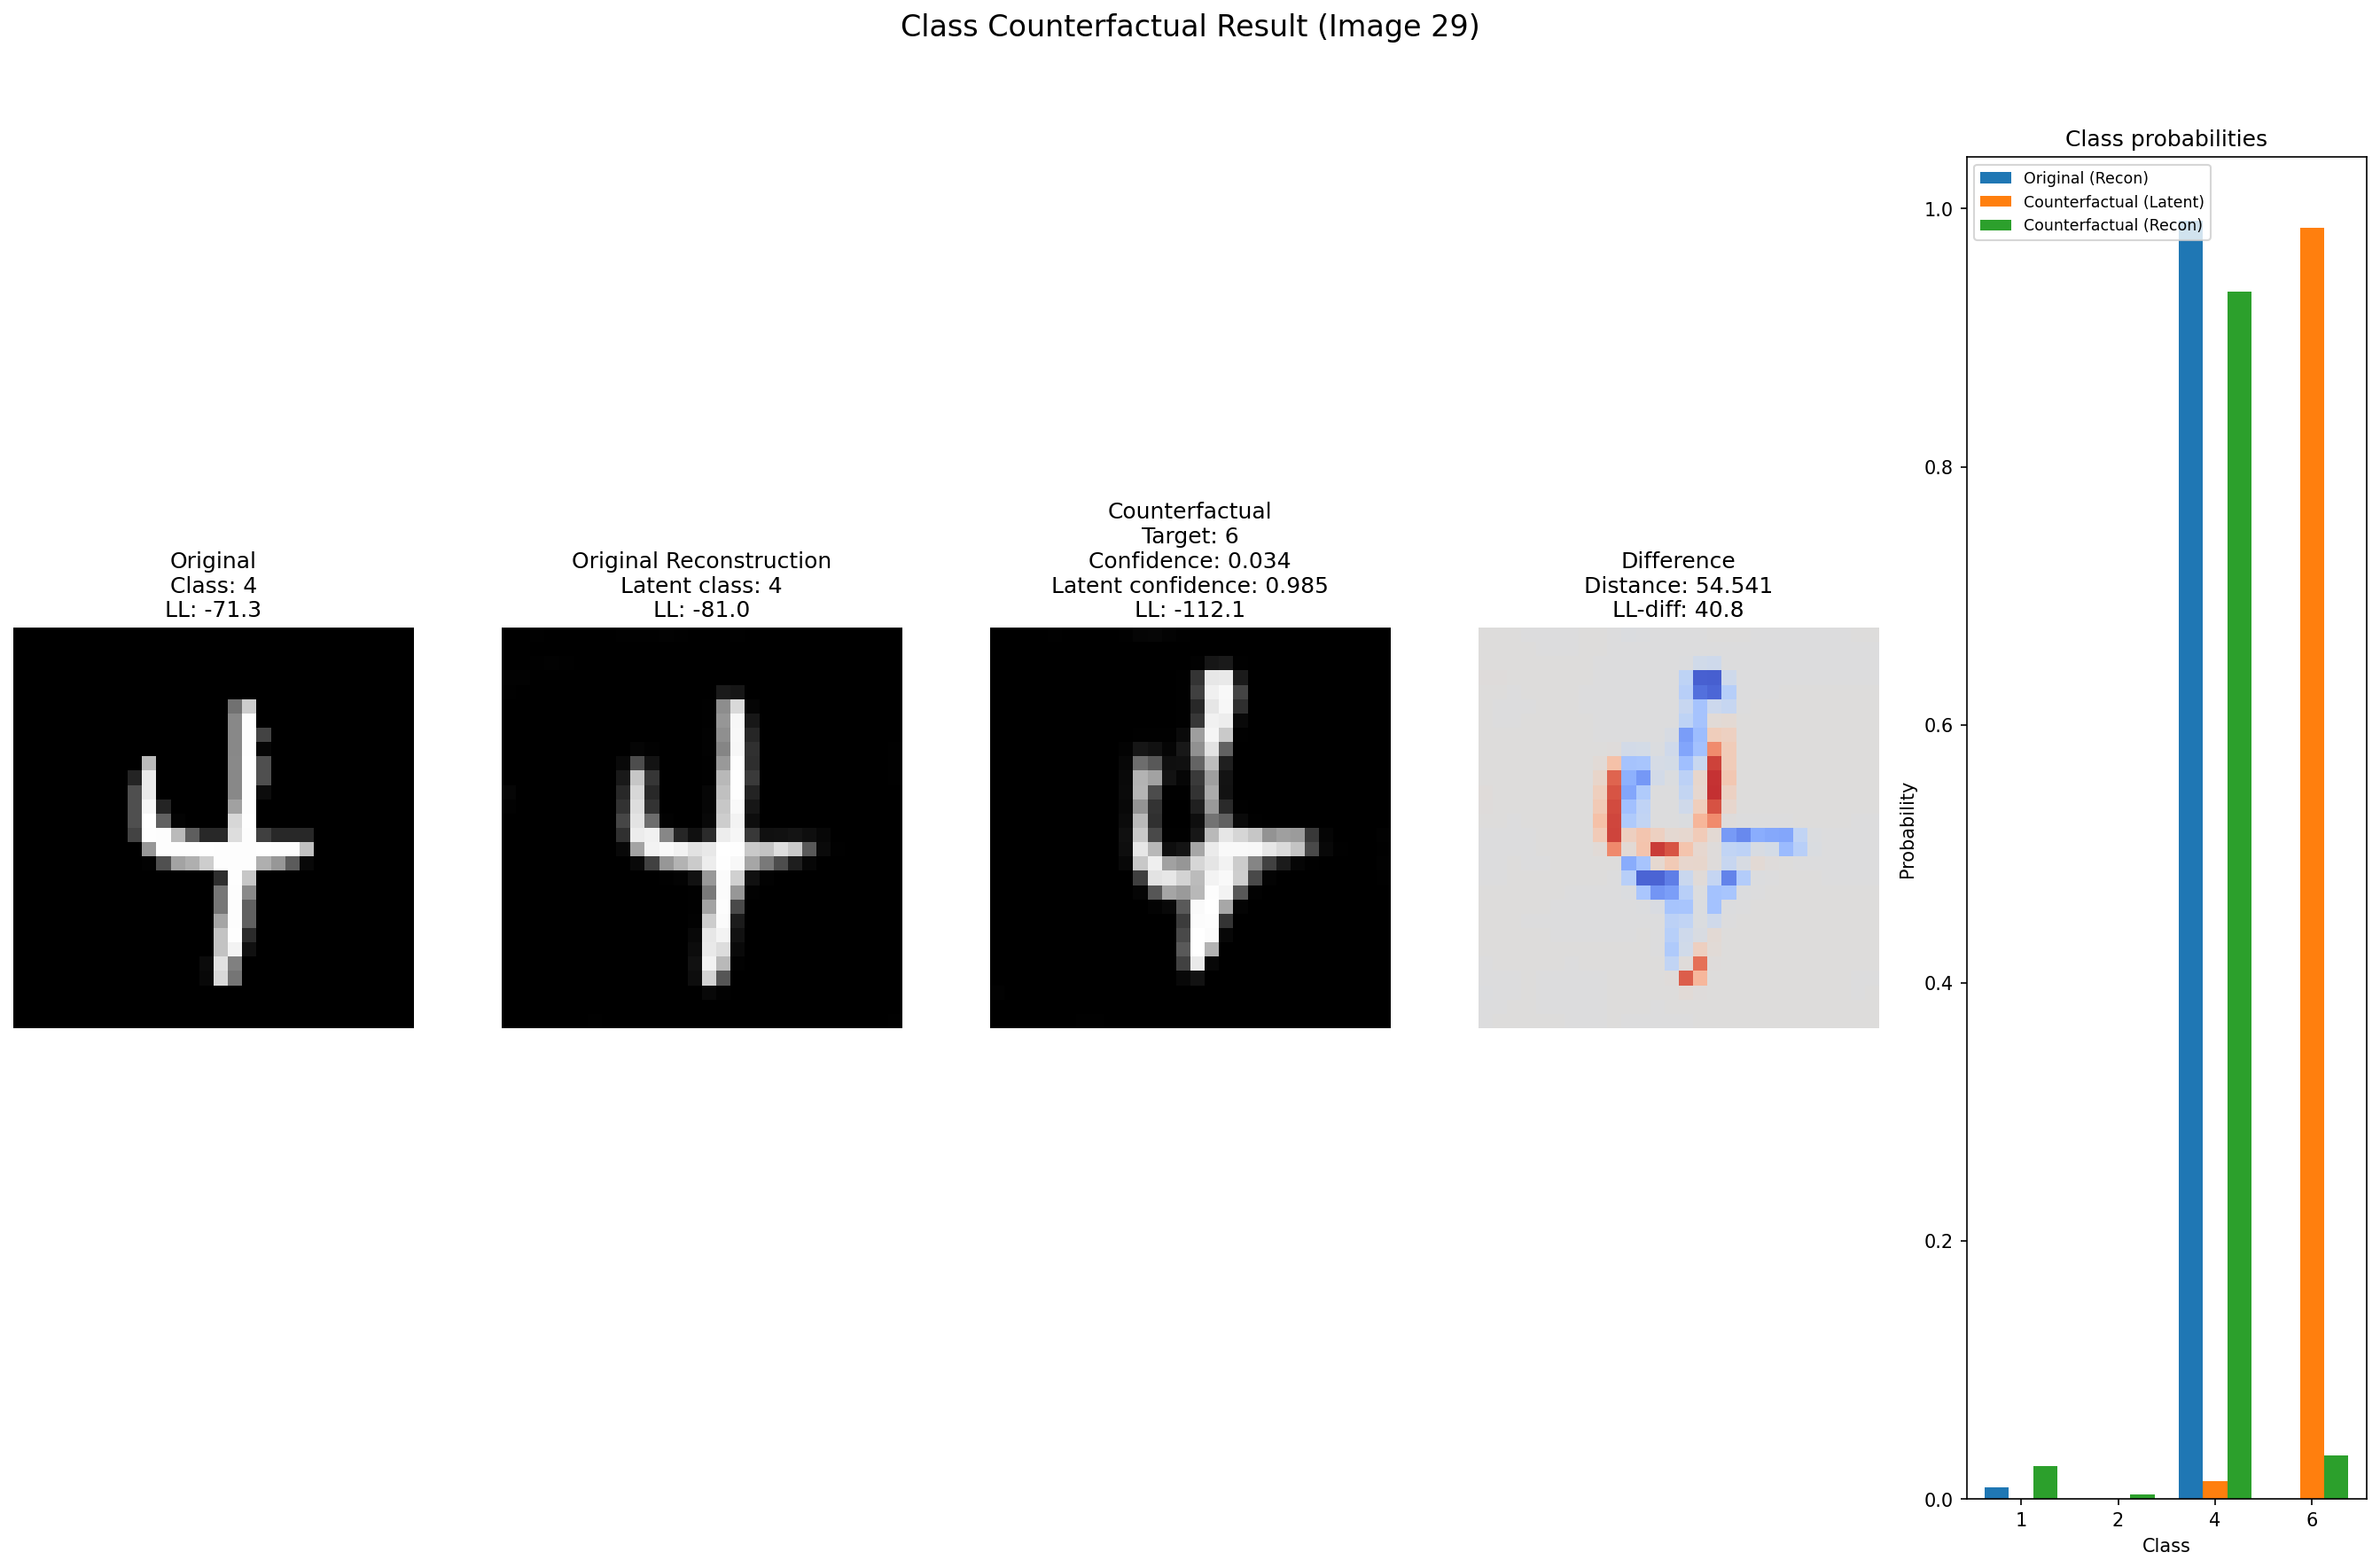 Class Counterfactual Result (Image 29)
Original
Class: 4
LL: -71.3
Original Reconstruction
Latent class: 4
LL: -81.0
Counterfactual
Target: 6
Confidence: 0.034
Latent confidence: 0.985
LL: -112.1
Difference
Distance: 54.541
LL-diff: 40.8
Class probabilities
Original (Recon)
Counterfactual (Latent)
Counterfactual (Recon)
Probability
1.0
0.8
0.6
0.4
0.2
0.0
1 2 4 6
Class
4
4